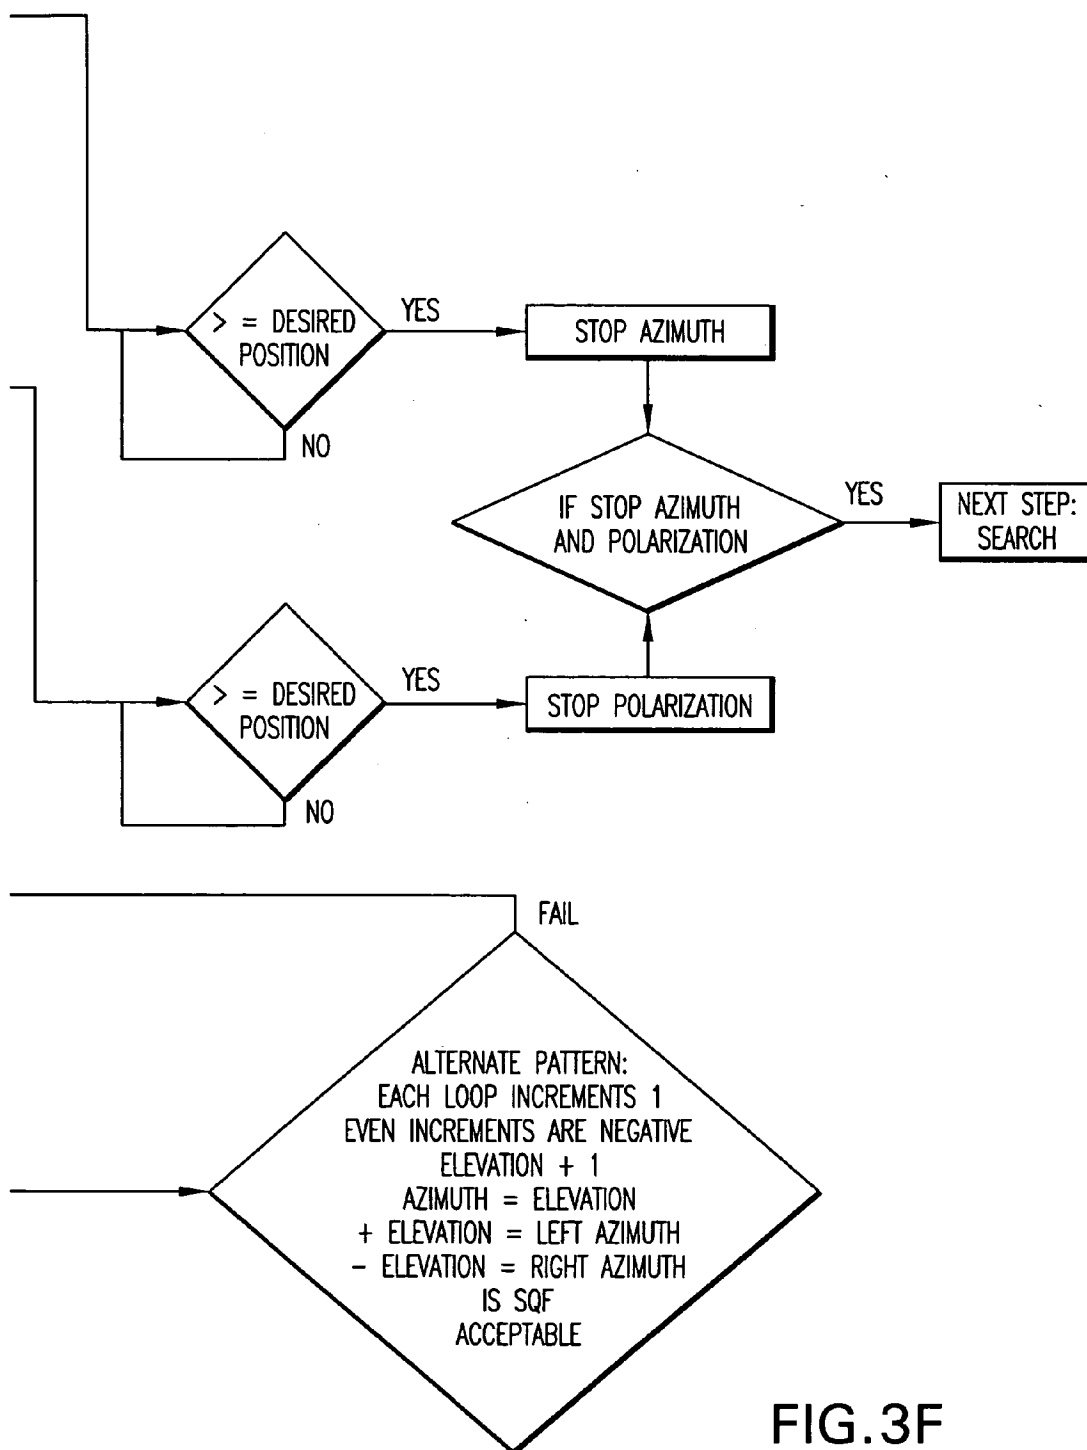 > = DESIRED
POSITION
YES
NO
STOP AZIMUTH
IF STOP AZIMUTH
AND POLARIZATION
YES
NEXT STEP:
SEARCH
> = DESIRED
POSITION
YES
NO
STOP POLARIZATION
FAIL
ALTERNATE PATTERN:
EACH LOOP INCREMENTS 1
EVEN INCREMENTS ARE NEGATIVE
ELEVATION + 1
AZIMUTH = ELEVATION
+ ELEVATION = LEFT AZIMUTH
- ELEVATION = RIGHT AZIMUTH
IS SQF
ACCEPTABLE
FIG.3F